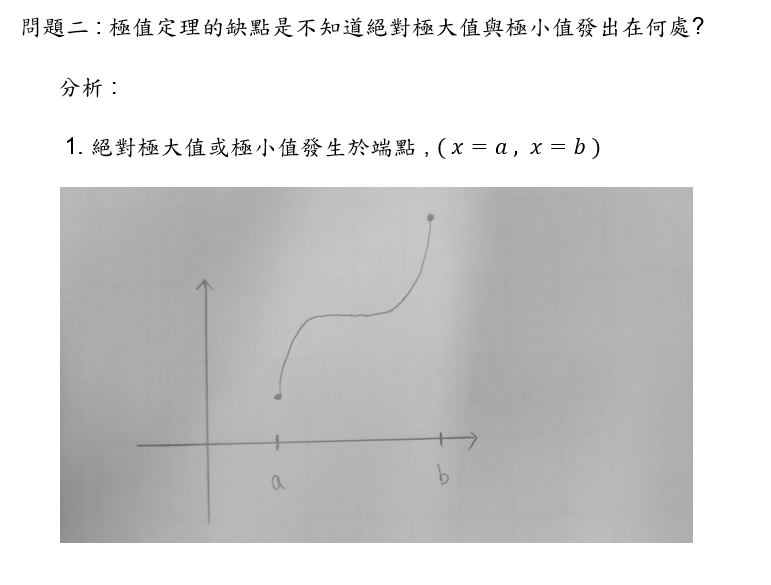 問題二 : 極值定理的缺點是不知道絕對極大值與極小值發出在何處?
分析 :
1. 絕對極大值或極小值發生於端點 , ( x = a , x = b )
a
b